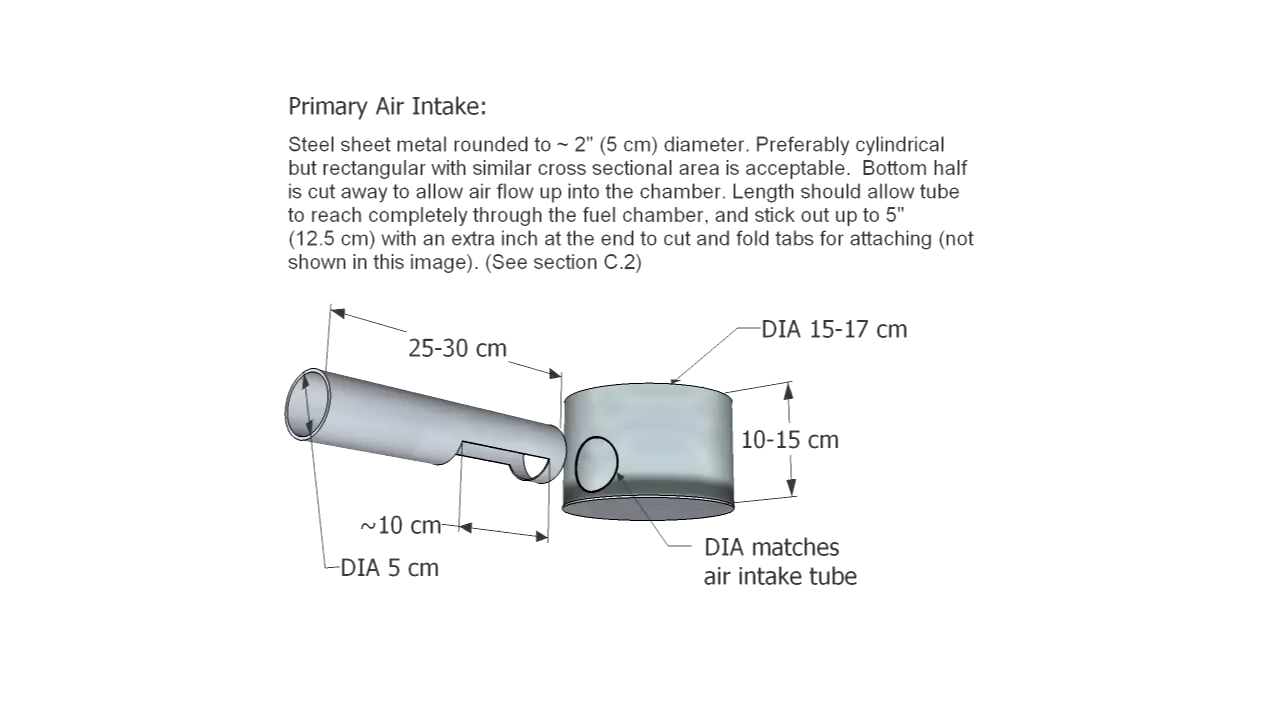 Primary Air Intake:
Steel sheet metal rounded to ~ 2" (5 cm) diameter. Preferably cylindrical
but rectangular with similar cross sectional area is acceptable.  Bottom half
is cut away to allow air flow up into the chamber. Length should allow tube
to reach completely through the fuel chamber, and stick out up to 5"
(12.5 cm) with an extra inch at the end to cut and fold tabs for attaching (not
shown in this image). (See section C.2)
DIA 15-17 cm
25-30 cm
10-15 cm
~10 cm
DIA 5 cm
DIA matches
air intake tube